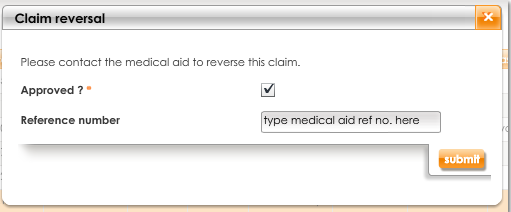 Claim reversal
Please contact the medical aid to reverse this claim.
Approved ? *
Reference number type medical aid ref no. here
submit